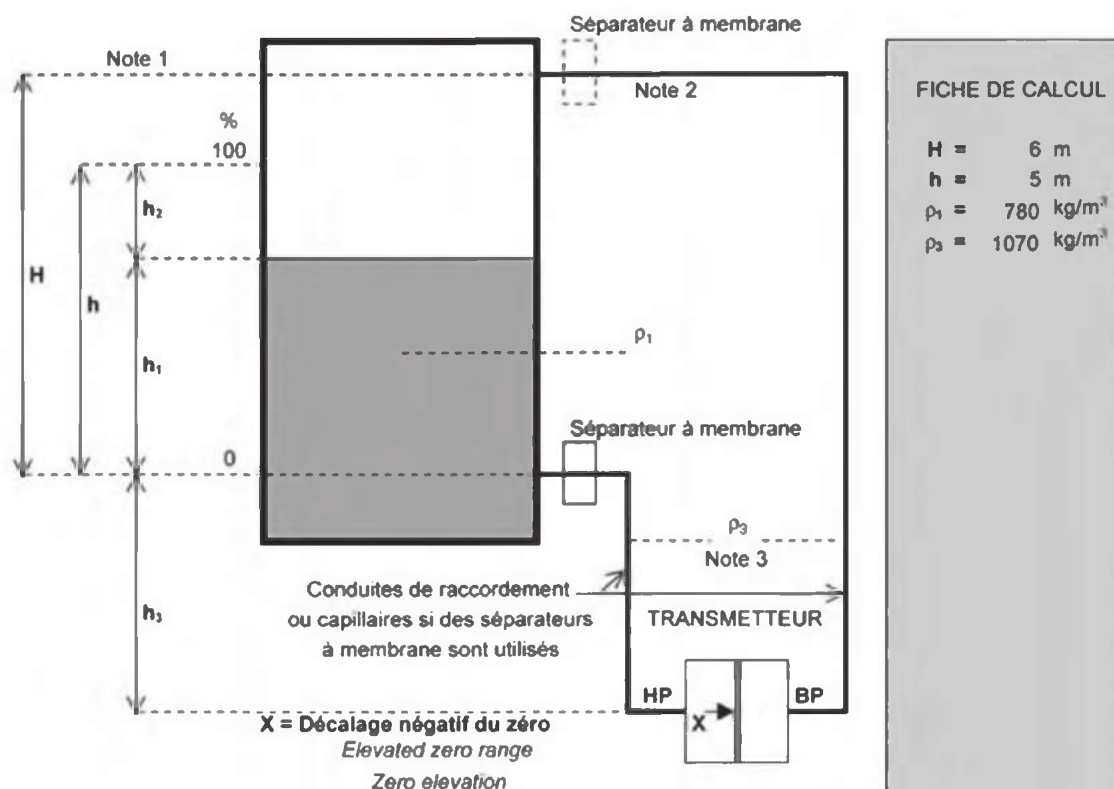 Séparateur à membrane
Note 1
Note 2
%
100
h₂
H
h
h₁
ρ₁
Séparateur à membrane
0
ρ₃
Note 3
Conduites de raccordement
ou capillaires si des séparateurs
à membrane sont utilisés
TRANSMETTEUR
h₃
HP
BP
X
X = Décalage négatif du zéro
Elevated zero range
Zero elevation
FICHE DE CALCUL
H = 6 m
h = 5 m
ρ₁ = 780 kg/m³
ρ₃ = 1070 kg/m³